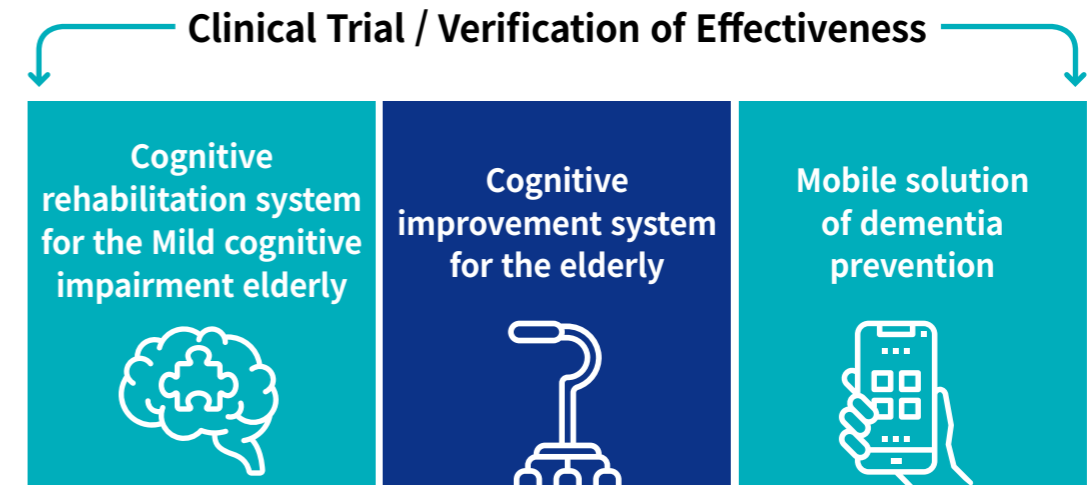 Clinical Trial / Verification of Effectiveness
Cognitive
rehabilitation system
for the Mild cognitive
impairment elderly
Cognitive
improvement system
for the elderly
Mobile solution
of dementia
prevention